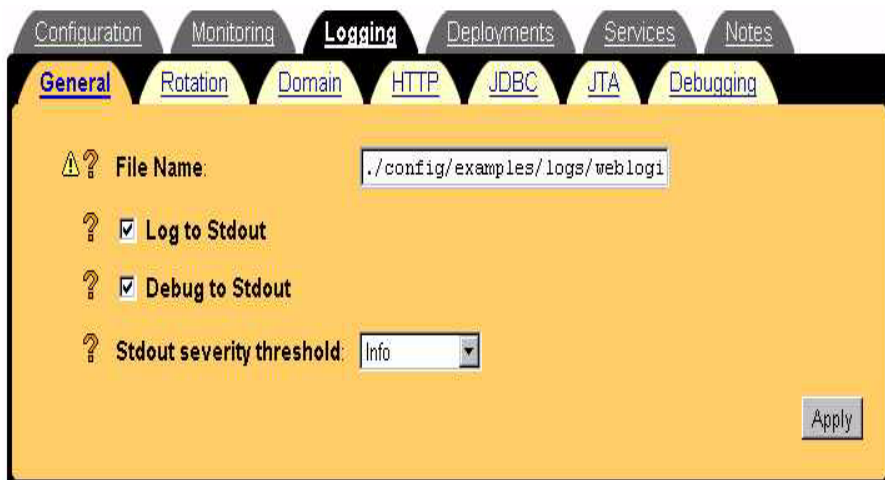 Configuration Monitoring Logging Deployments Services Notes
General Rotation Domain HTTP JDBC JTA Debugging
? File Name: ./config/examples/logs/weblogi
? Log to Stdout
? Debug to Stdout
? Stdout severity threshold: Info
Apply